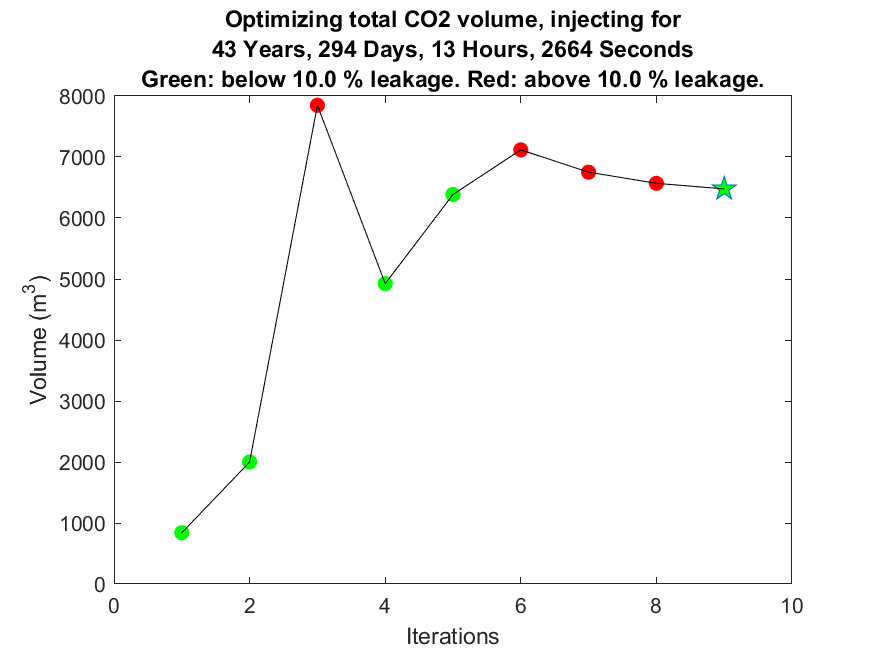 Optimizing total CO2 volume, injecting for
43 Years, 294 Days, 13 Hours, 2664 Seconds
Green: below 10.0 % leakage. Red: above 10.0 % leakage.
8000
7000
6000
5000
4000
3000
2000
1000
0
Volume (m³)
0 2 4 6 8 10
Iterations